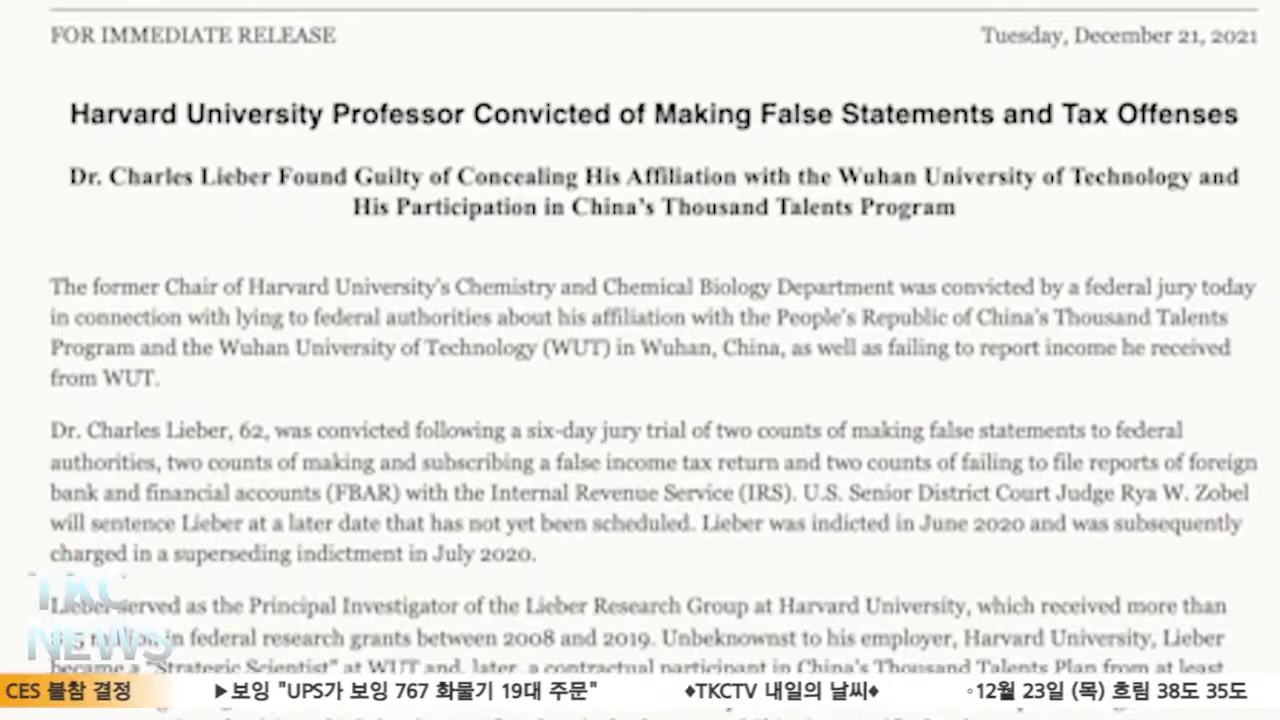 FOR IMMEDIATE RELEASE
Tuesday, December 21, 2021
Harvard University Professor Convicted of Making False Statements and Tax Offenses
Dr. Charles Lieber Found Guilty of Concealing His Affiliation with the Wuhan University of Technology and
His Participation in China's Thousand Talents Program
The former Chair of Harvard University's Chemistry and Chemical Biology Department was convicted by a federal jury today
in connection with lying to federal authorities about his affiliation with the People's Republic of China's Thousand Talents
Program and the Wuhan University of Technology (WUT) in Wuhan, China, as well as failing to report income he received
from WUT.
Dr. Charles Lieber, 62, was convicted following a six-day jury trial of two counts of making false statements to federal
authorities, two counts of making and subscribing a false income tax return and two counts of failing to file reports of foreign
bank and financial accounts (FBAR) with the Internal Revenue Service (IRS). U.S. Senior District Court Judge Rya W. Zobel
will sentence Lieber at a later date that has not yet been scheduled. Lieber was indicted in June 2020 and was subsequently
charged in a superseding indictment in July 2020.
Lieber served as the Principal Investigator of the Lieber Research Group at Harvard University, which received more than
in federal research grants between 2008 and 2019. Unbeknownst to his employer, Harvard University, Lieber
became a "Strategic Scientist" at WUT and, later, a contractual participant in China's Thousand Talents Plan from at least
TKC
NEWS
CES 불참 결정 ▶보잉 "UPS가 보잉 767 화물기 19대 주문" ♦TKCTV 내일의 날씨♦ ◦12월 23일 (목) 흐림 38도 35도